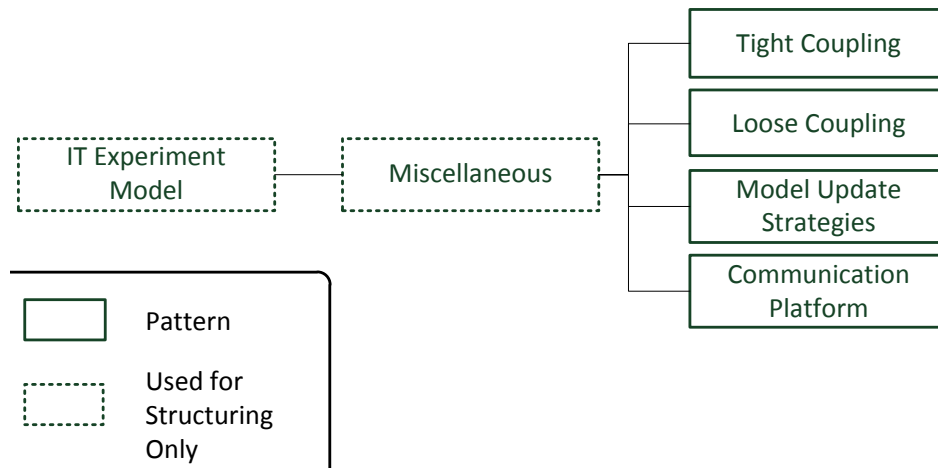 Tight Coupling
Loose Coupling
IT Experiment
Model
Miscellaneous
Model Update
Strategies
Communication
Platform
Pattern
Used for
Structuring
Only